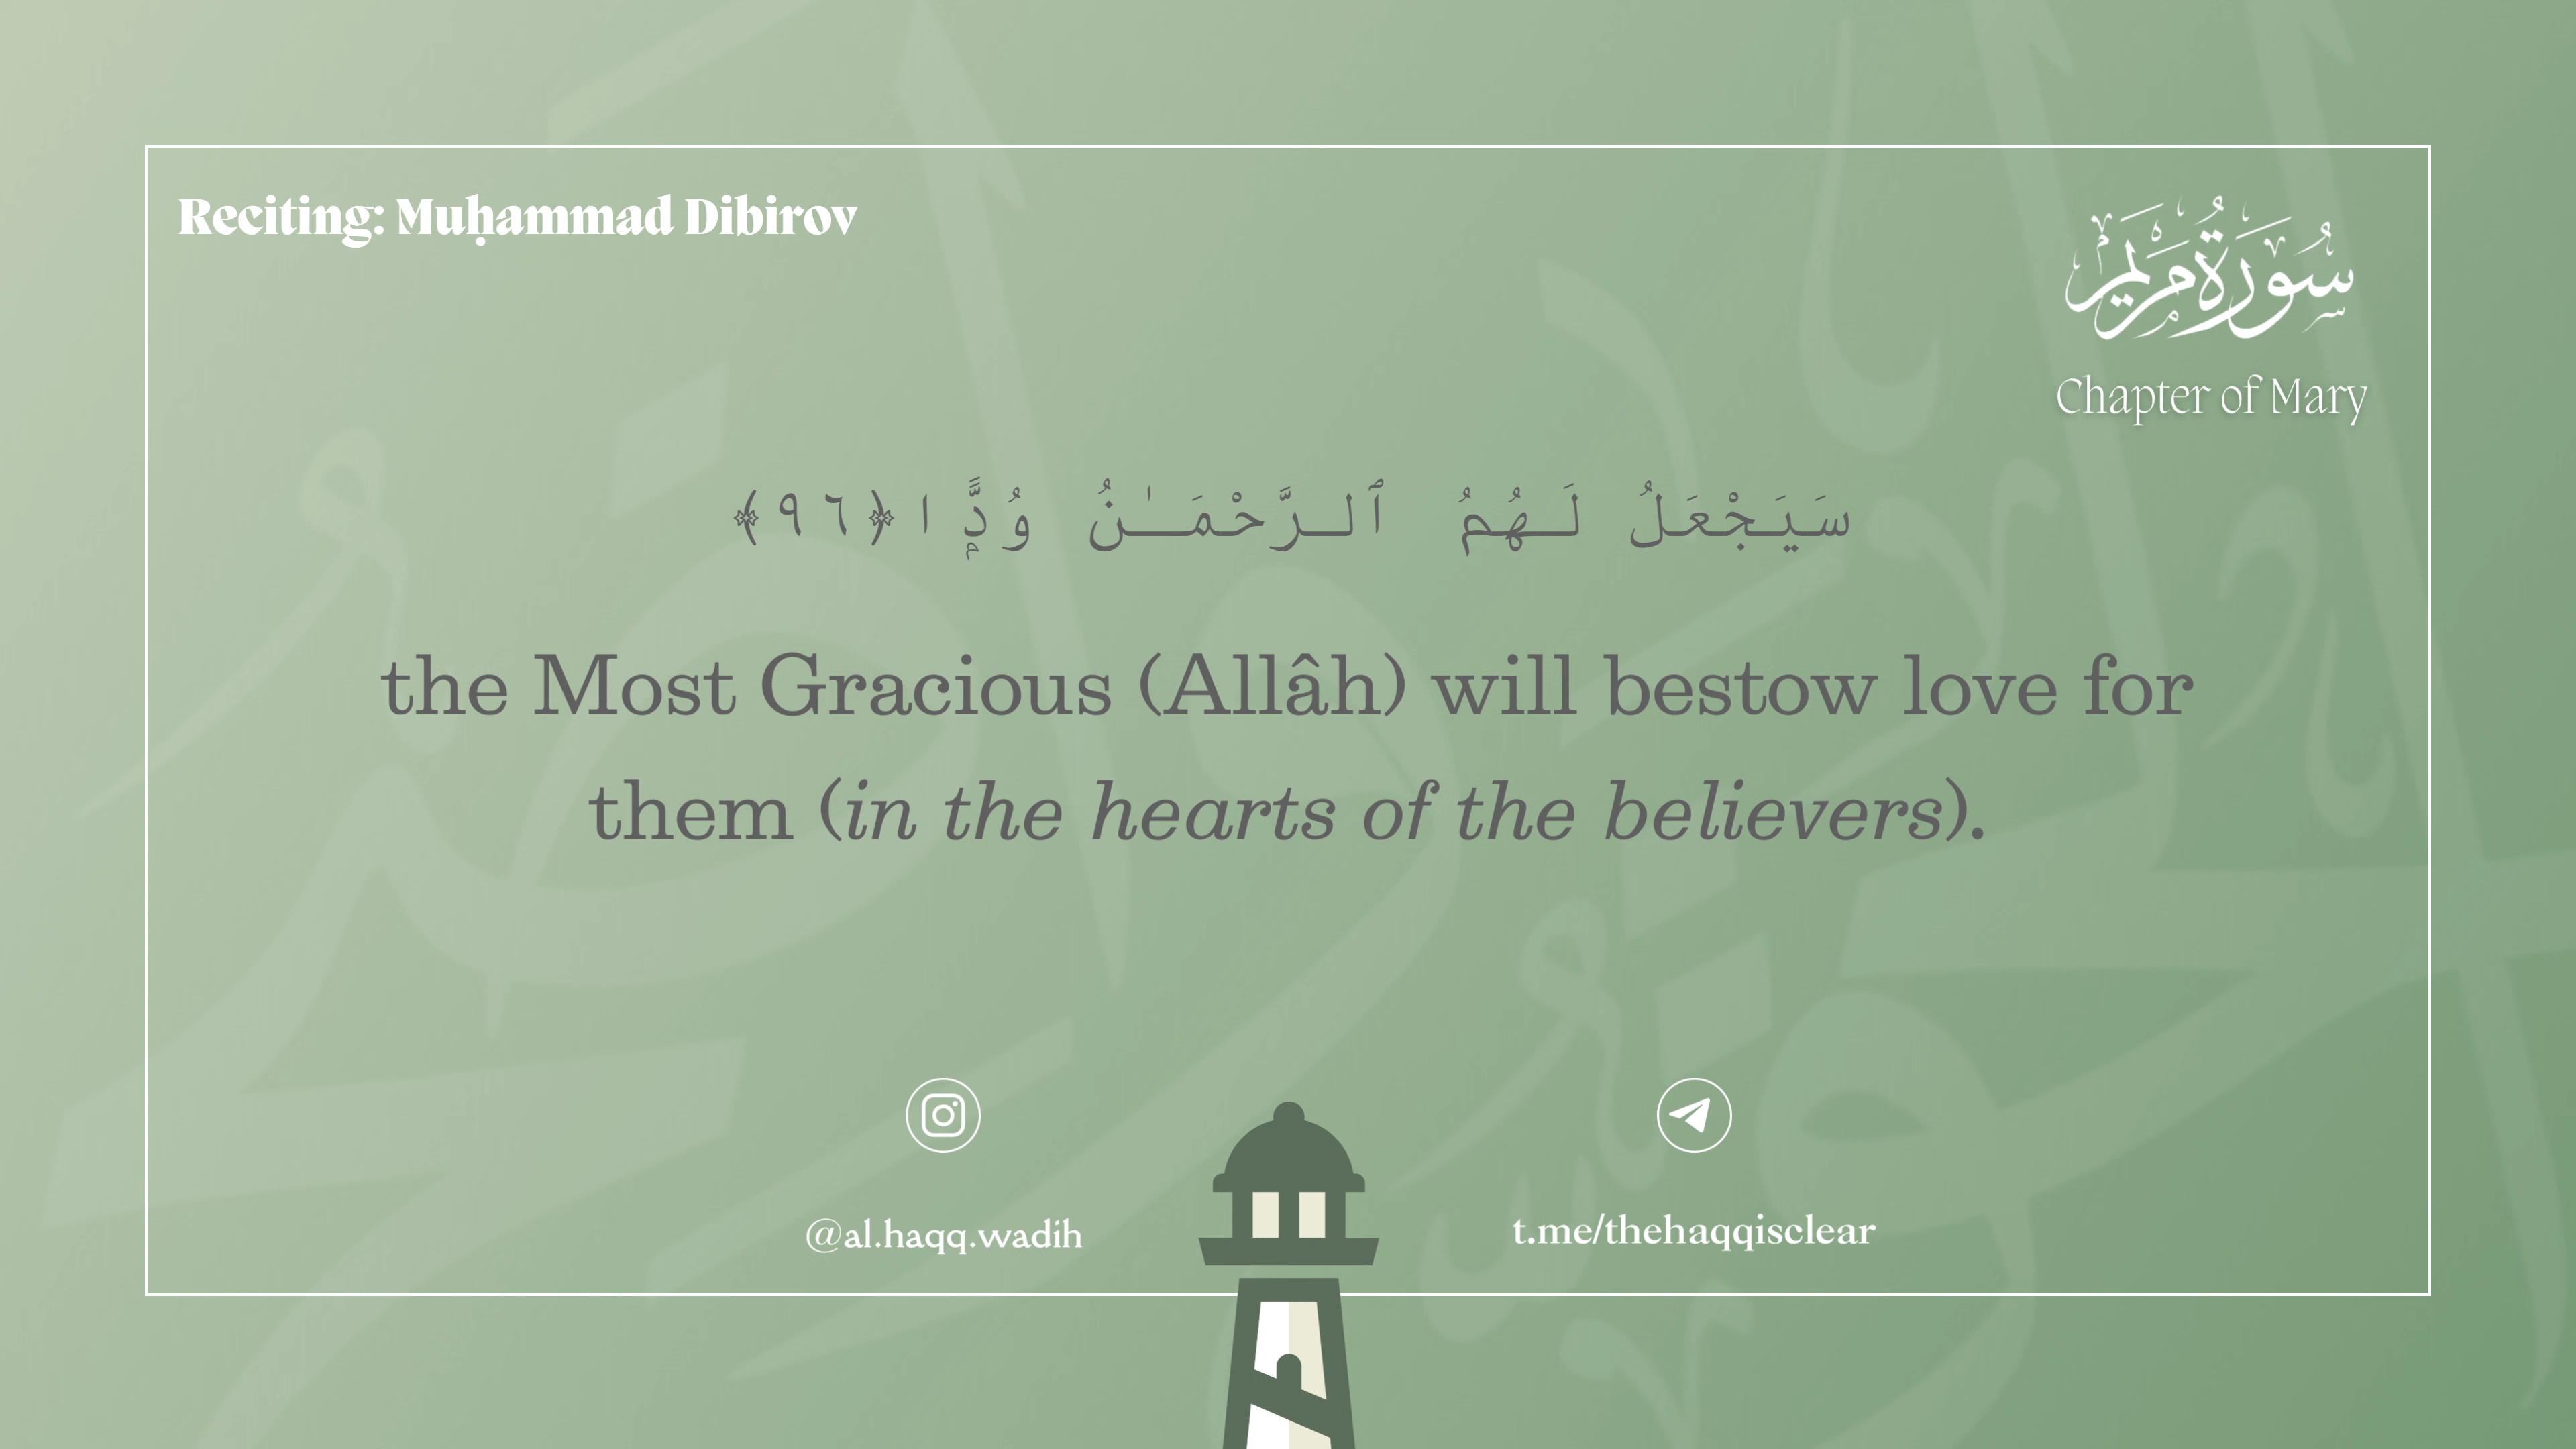 Reciting: Muḥammad Dibirov
سُورَةُ مَرْيَمَ
Chapter of Mary
سَيَجْعَلُ لَهُمُ ٱلرَّحْمَـٰنُ وُدًّۭا ﴿٩٦﴾
the Most Gracious (Allâh) will bestow love for
them (in the hearts of the believers).
@al.haqq.wadih
t.me/thehaqqisclear